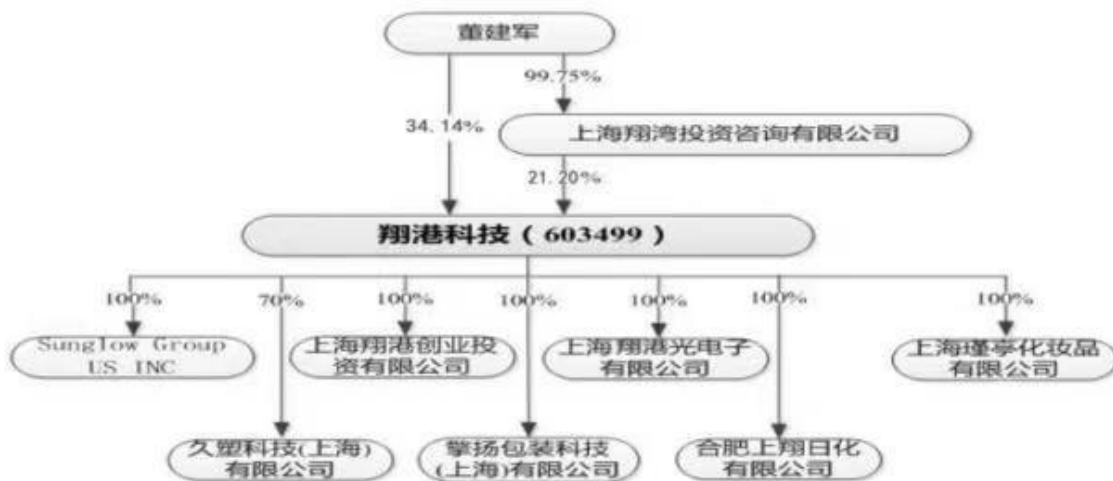 董建军
99.75%
34.14%
上海翔湾投资咨询有限公司
21.20%
翔港科技（603499）
100%
70%
100%
100%
100%
100%
100%
Sunglow Group
US INC
上海翔港创业投
资有限公司
上海翔港光电子
有限公司
上海瑾亭化妆品
有限公司
久塑科技(上海)
有限公司
擎扬包装科技
(上海)有限公司
合肥上翔日化
有限公司